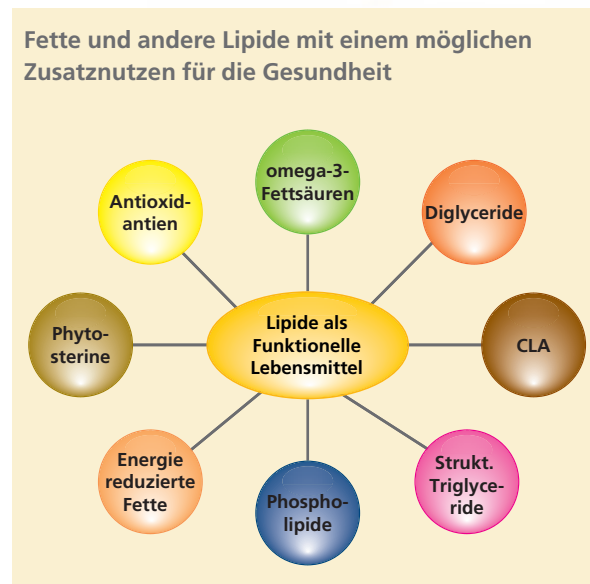 Fette und andere Lipide mit einem möglichen
Zusatznutzen für die Gesundheit
omega-3-
Fettsäuren
Antioxid-
antien
Diglyceride
Phyto-
sterine
Lipide als
Funktionelle
Lebensmittel
CLA
Energie
reduzierte
Fette
Phospho-
lipide
Strukt.
Triglyce-
ride